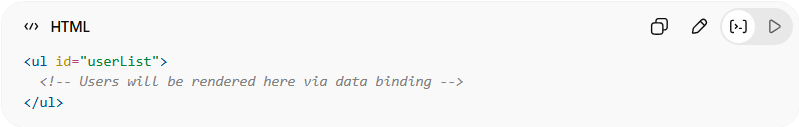 HTML
<ul id="userList">
  <!-- Users will be rendered here via data binding -->
</ul>